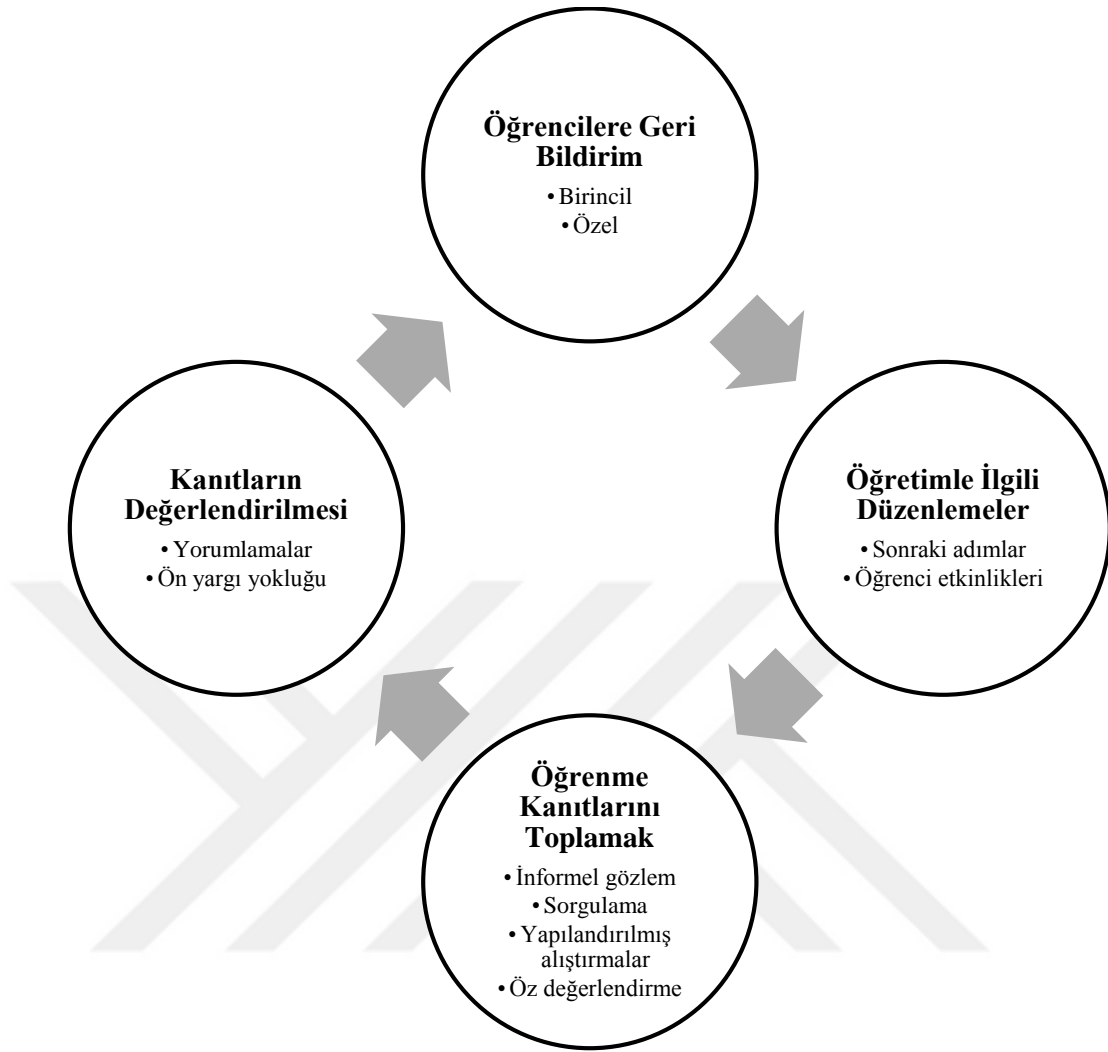 Öğrencilere Geri
Bildirim
• Birincil
• Özel
Kanıtların
Değerlendirilmesi
• Yorumlamalar
• Ön yargı yokluğu
Öğretimle İlgili
Düzenlemeler
• Sonraki adımlar
• Öğrenci etkinlikleri
Öğrenme
Kanıtlarını
Toplamak
• İnformel gözlem
• Sorgulama
• Yapılandırılmış
alıştırmalar
• Öz değerlendirme